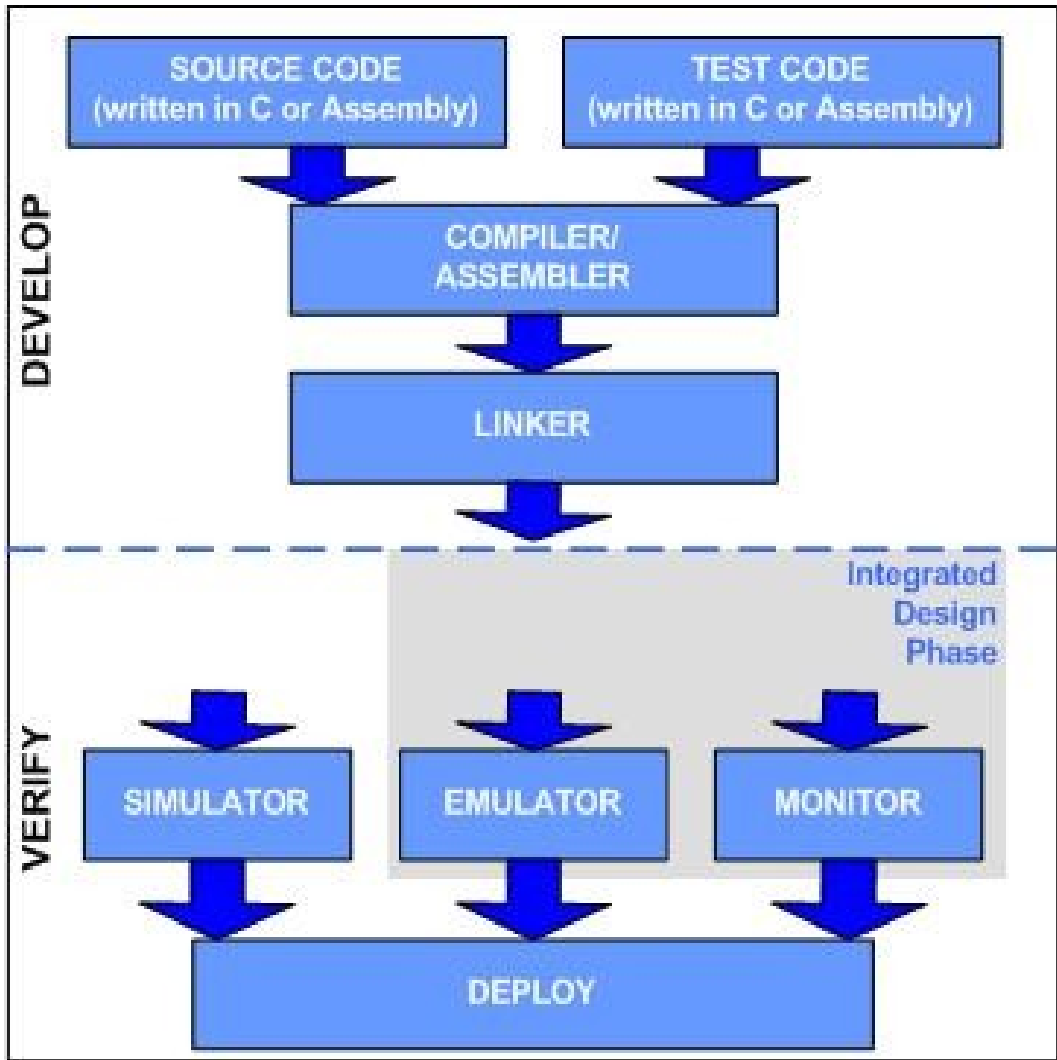 SOURCE CODE
(written in C or Assembly)
TEST CODE
(written in C or Assembly)
DEVELOP
COMPILER/
ASSEMBLER
LINKER
Integrated
Design
Phase
VERIFY
SIMULATOR
EMULATOR
MONITOR
DEPLOY